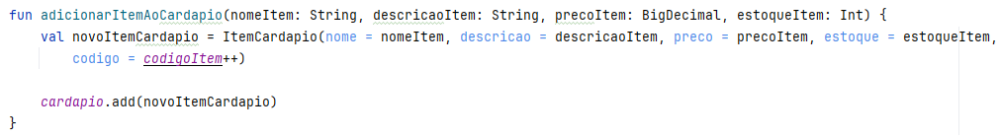 fun adicionarItemAoCardapio(nomeItem: String, descricaoItem: String, precoItem: BigDecimal, estoqueItem: Int) {
val novoItemCardapio = ItemCardapio(nome = nomeItem, descricao = descricaoItem, preco = precoItem, estoque = estoqueItem,
codigo = codigoItem++)
cardapio.add(novoItemCardapio)
}